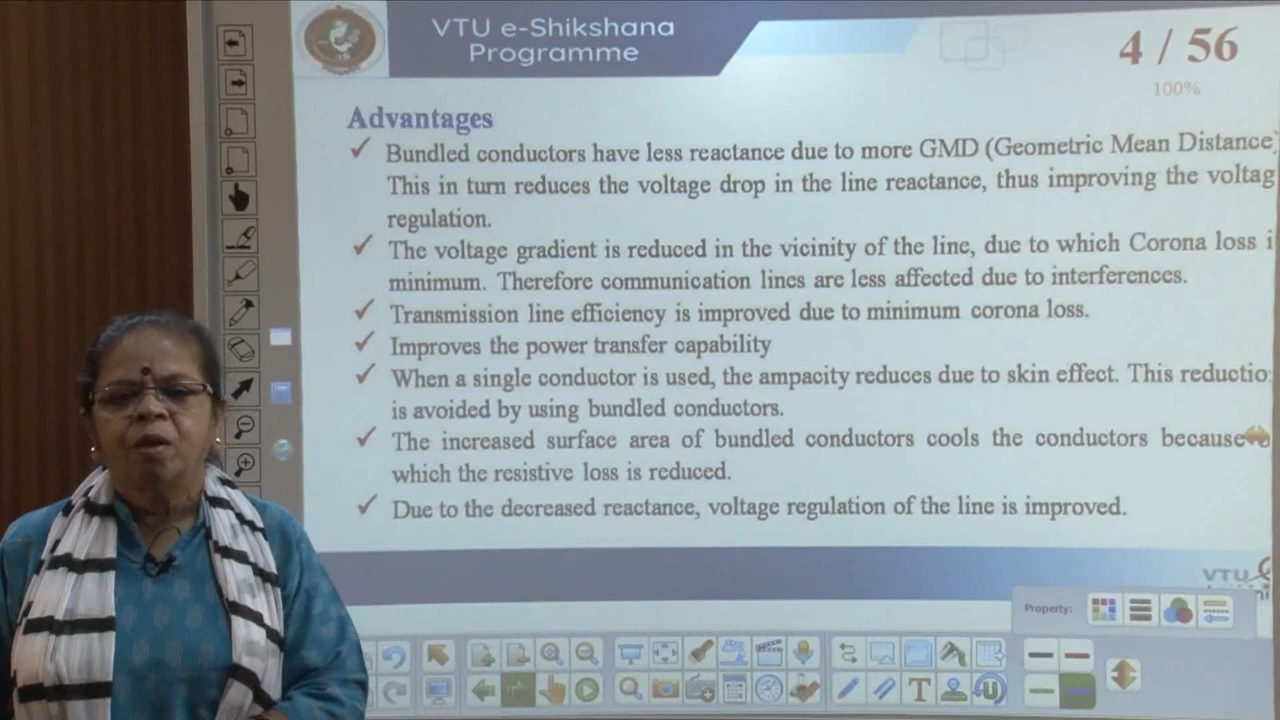 VTU e-Shikshana
Programme
4 / 56
100%
Advantages
Bundled conductors have less reactance due to more GMD (Geometric Mean Distance
This in turn reduces the voltage drop in the line reactance, thus improving the voltag
regulation.
The voltage gradient is reduced in the vicinity of the line, due to which Corona loss i
minimum. Therefore communication lines are less affected due to interferences.
Transmission line efficiency is improved due to minimum corona loss.
Improves the power transfer capability
When a single conductor is used, the ampacity reduces due to skin effect. This reductio
is avoided by using bundled conductors.
The increased surface area of bundled conductors cools the conductors because
which the resistive loss is reduced.
Due to the decreased reactance, voltage regulation of the line is improved.
VTU
Property: